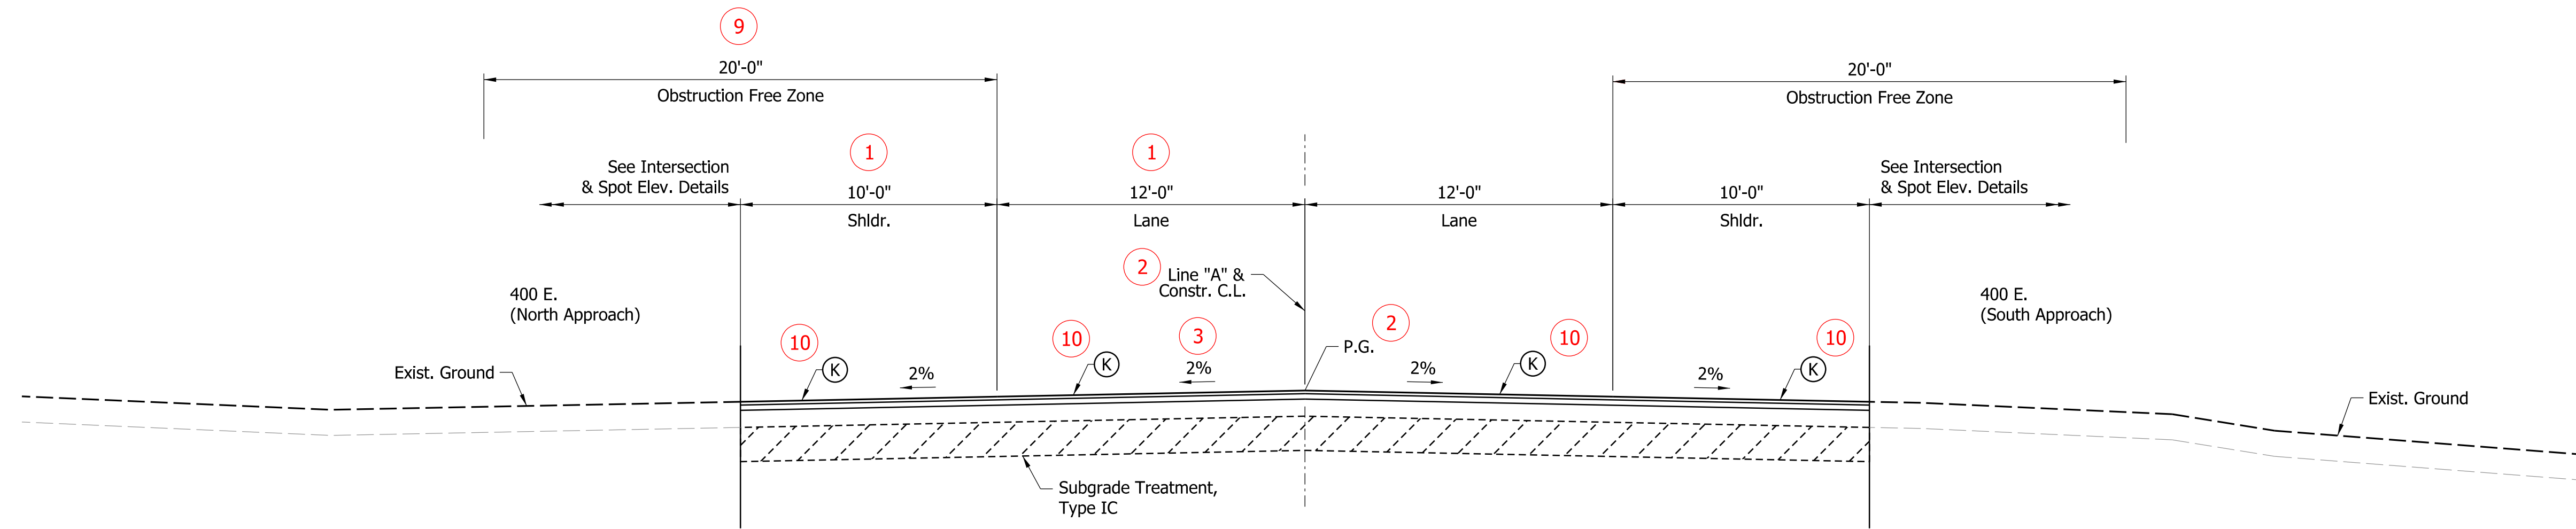 9
20'-0"
Obstruction Free Zone
20'-0"
Obstruction Free Zone
1
1
See Intersection
& Spot Elev. Details
10'-0"
Shldr.
12'-0"
Lane
12'-0"
Lane
10'-0"
Shldr.
See Intersection
& Spot Elev. Details
2
Line "A" &
Constr. C.L.
400 E.
(North Approach)
400 E.
(South Approach)
10
10
3
2
10
10
P.G.
Exist. Ground
K
2%
K
2%
2%
K
2%
K
Exist. Ground
Subgrade Treatment,
Type IC